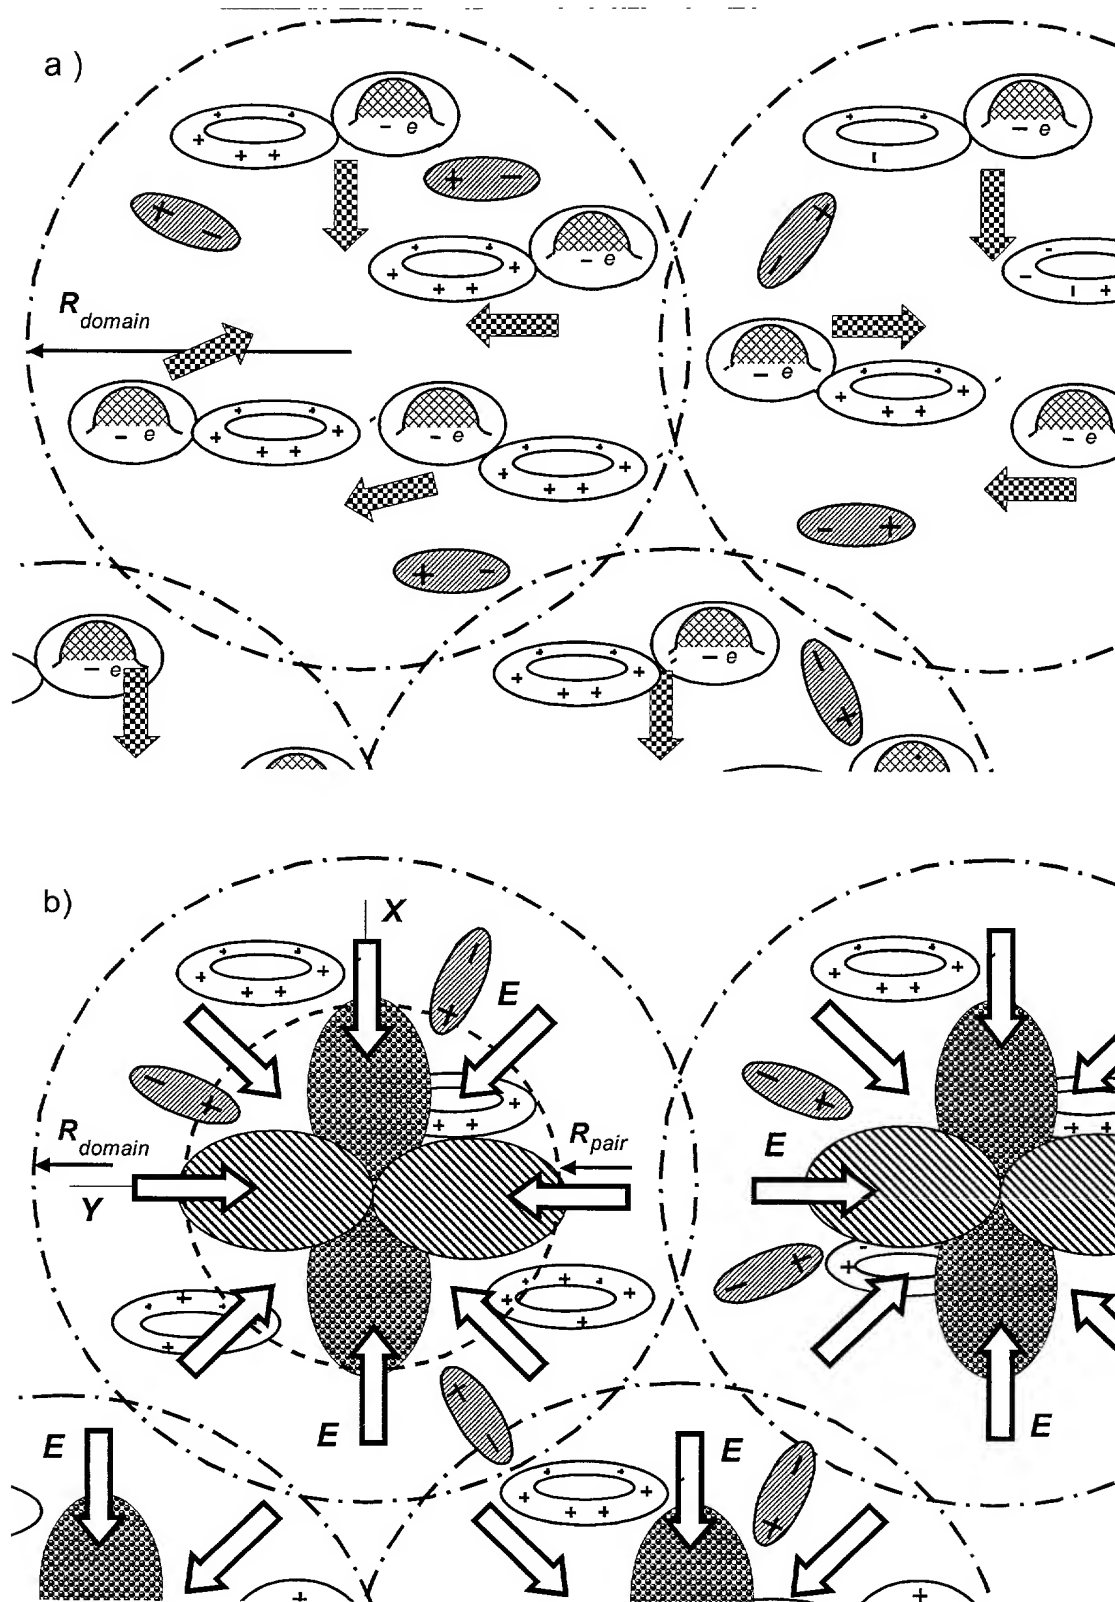 a )
+ + + +
- e
+ + + +
- e
+ -
+ -
- e
+ + + +
- e
R domain
- +
- e
+ + + +
- e
+ + + +
- e
+ + + +
- e
+ -
- +
- e
+ + + +
- e
- +
b)
X
E
+ + + +
- +
- +
R domain
R pair
E
Y
- +
+ + + +
+ +
E
E
+ -
E
E
+ + + +
- +
+
+